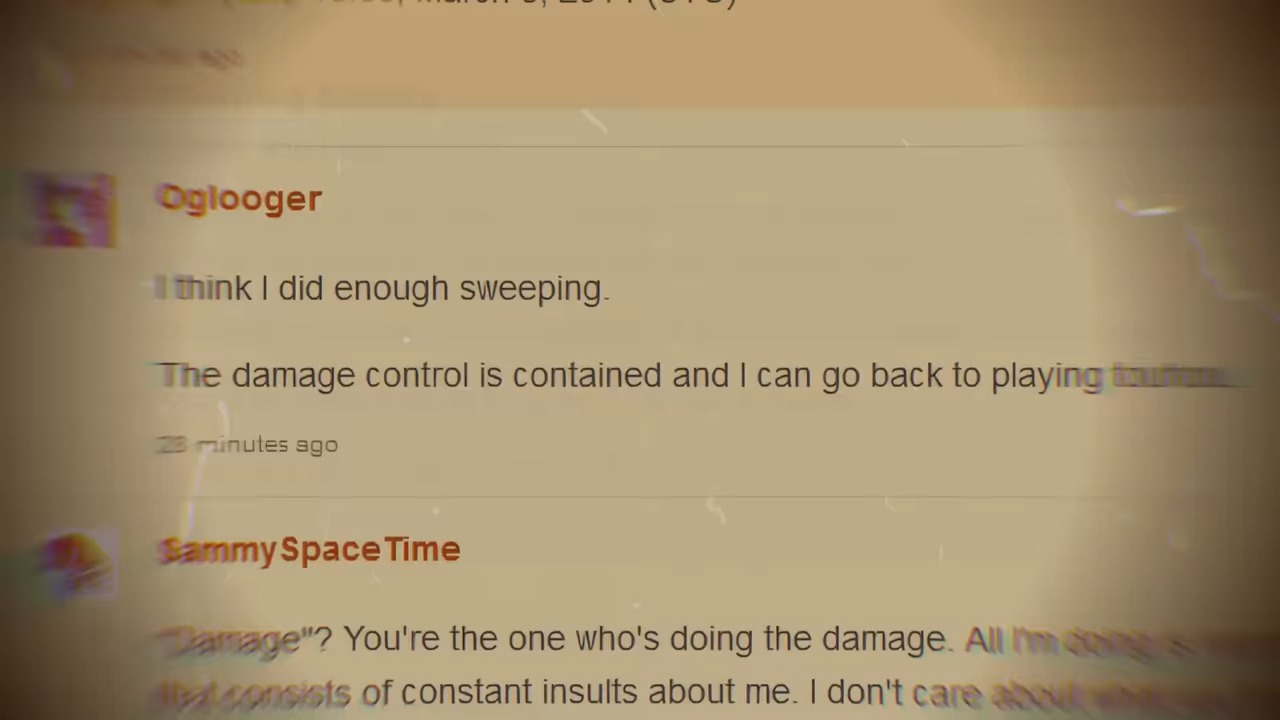 Oglooger
I think I did enough sweeping.
The damage control is contained and I can go back to playing
28 minutes ago
SammySpaceTime
"Damage"? You're the one who's doing the damage. All I'm doing
that consists of constant insults about me. I don't care about